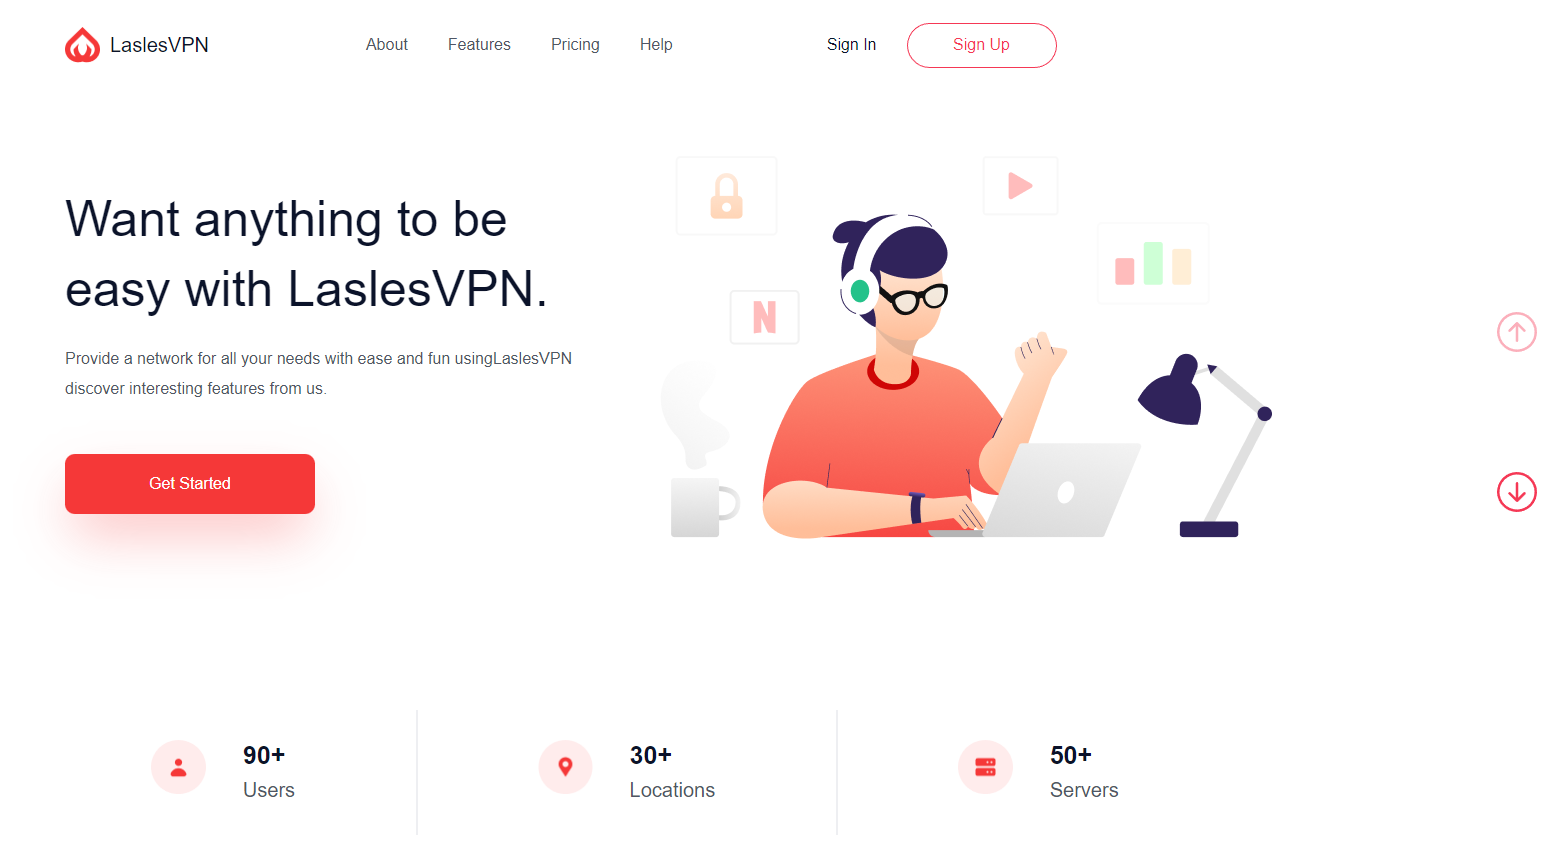 LaslesVPN
About Features Pricing Help
Sign In Sign Up
Want anything to be
easy with LaslesVPN.
Provide a network for all your needs with ease and fun usingLaslesVPN
discover interesting features from us.
Get Started
N
90+
Users
30+
Locations
50+
Servers